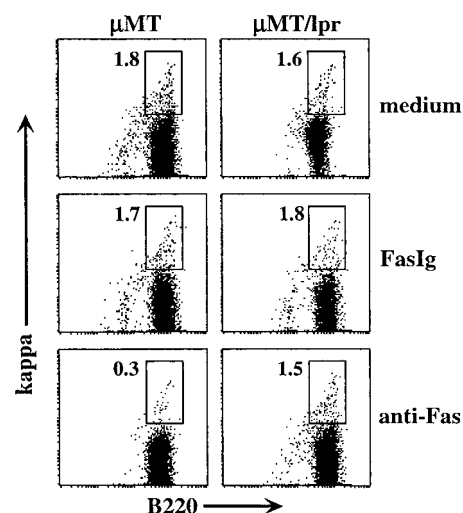 μMT μMT/lpr
1.8 1.6 medium
1.7 1.8 FasIg
0.3 1.5 anti-Fas
kappa
B220